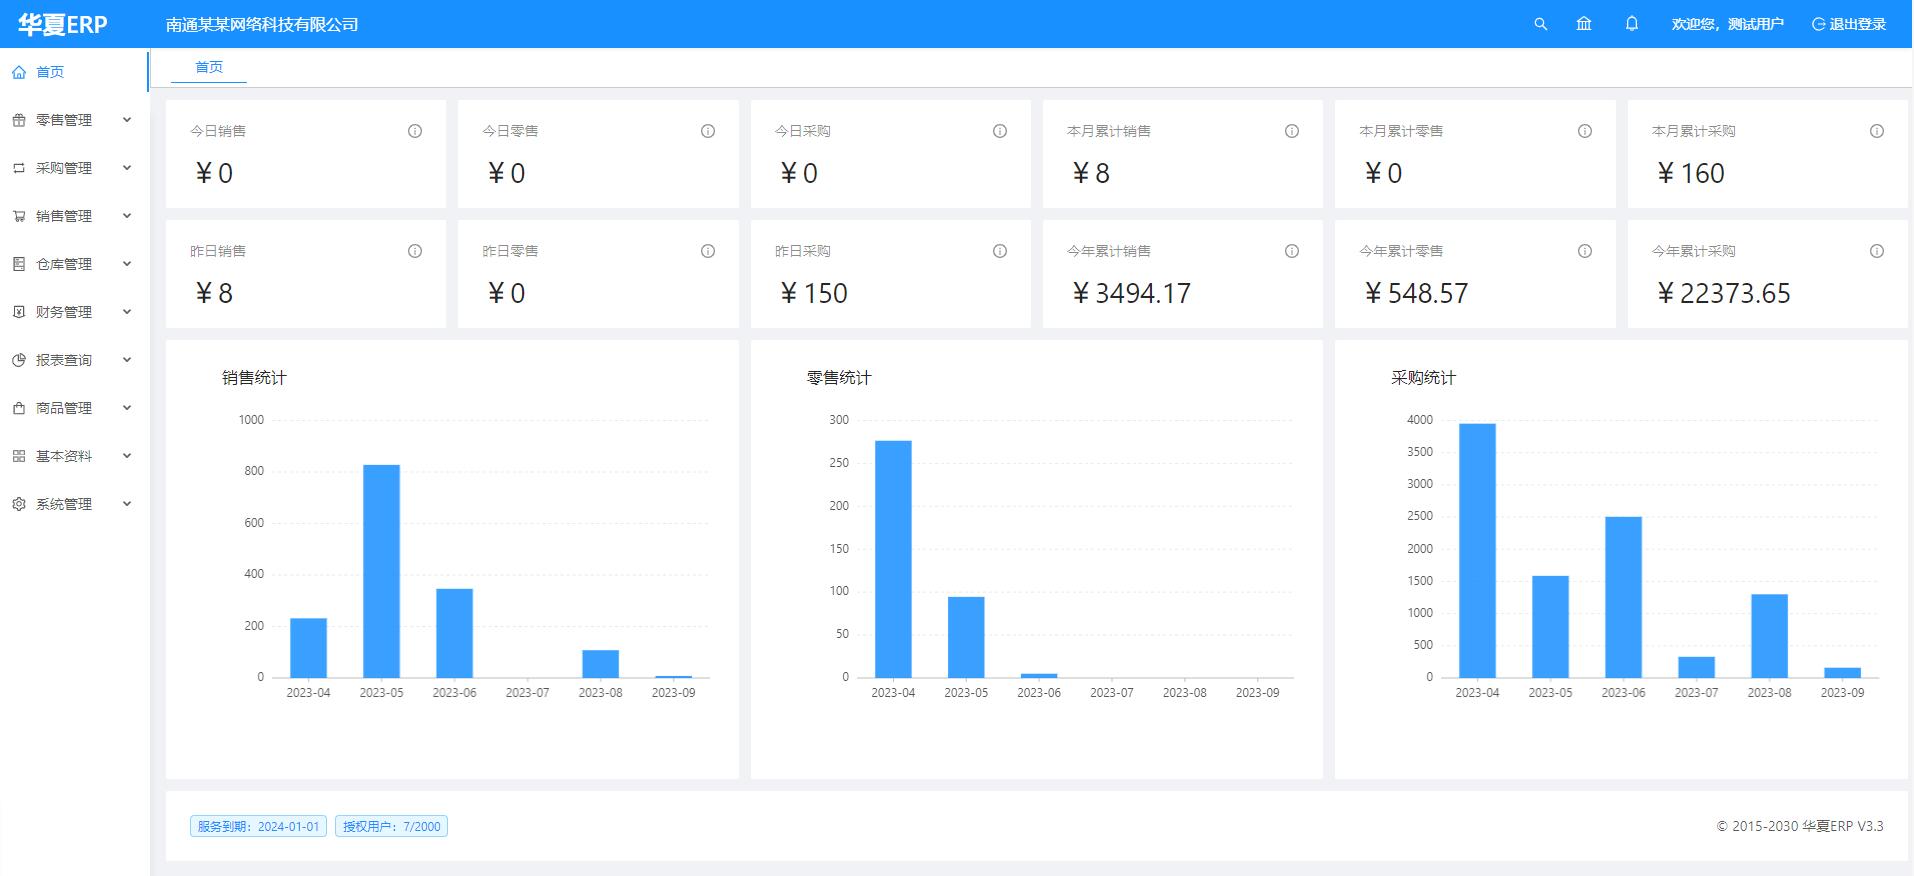 华夏ERP
南通某某网络科技有限公司
欢迎您，测试用户
退出登录
首页
零售管理
采购管理
销售管理
仓库管理
财务管理
报表查询
商品管理
基本资料
系统管理
首页
今日销售
¥ 0
今日零售
¥ 0
今日采购
¥ 0
本月累计销售
¥ 8
本月累计零售
¥ 0
本月累计采购
¥ 160
昨日销售
¥ 8
昨日零售
¥ 0
昨日采购
¥ 150
今年累计销售
¥ 3494.17
今年累计零售
¥ 548.57
今年累计采购
¥ 22373.65
销售统计
1000
800
600
400
200
0
2023-04 2023-05 2023-06 2023-07 2023-08 2023-09
零售统计
300
250
200
150
100
50
0
2023-04 2023-05 2023-06 2023-07 2023-08 2023-09
采购统计
4000
3500
3000
2500
2000
1500
1000
500
0
2023-04 2023-05 2023-06 2023-07 2023-08 2023-09
服务到期：2024-01-01
授权用户：7/2000
© 2015-2030 华夏ERP V3.3